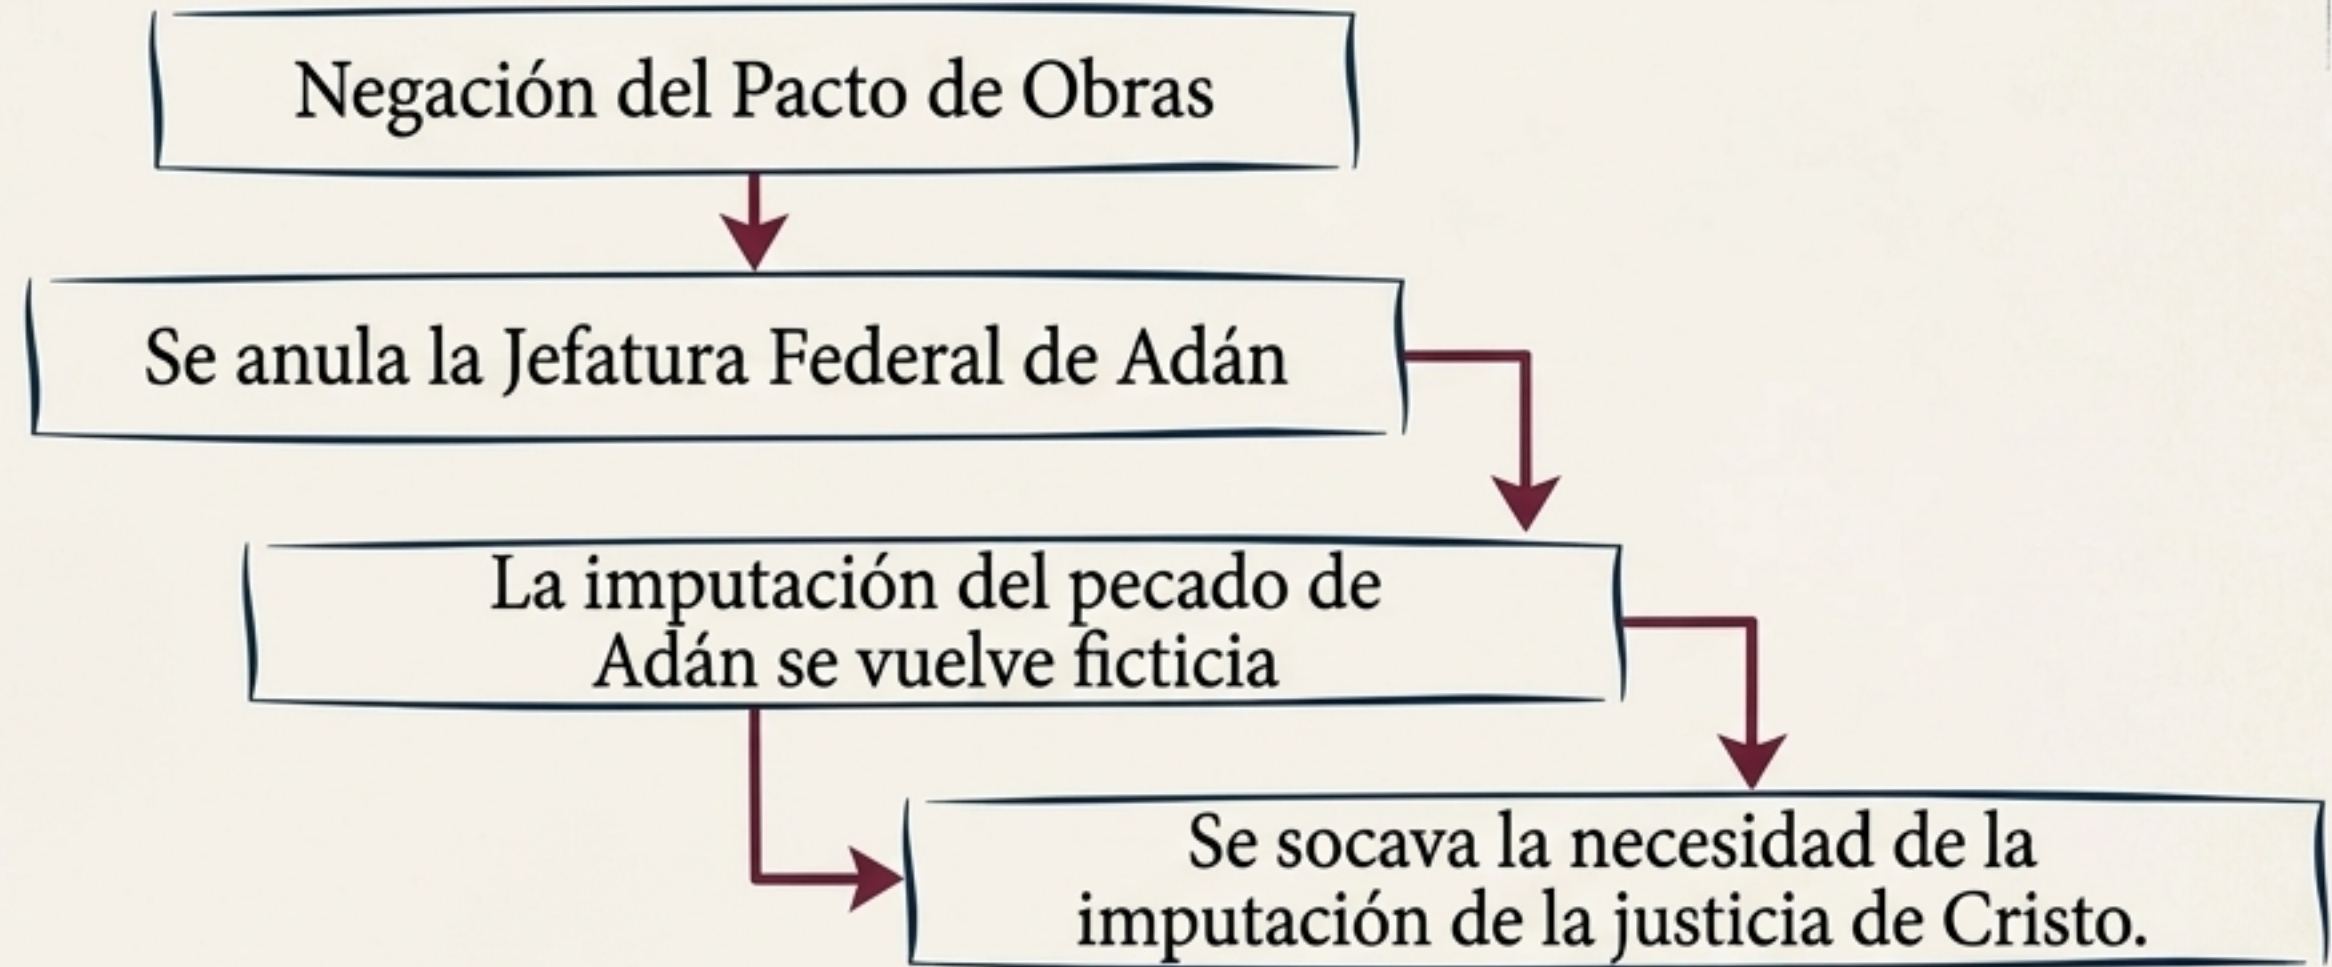 Negación del Pacto de Obras
Se anula la Jefatura Federal de Adán
La imputación del pecado de
Adán se vuelve ficticia
Se socava la necesidad de la
imputación de la justicia de Cristo.